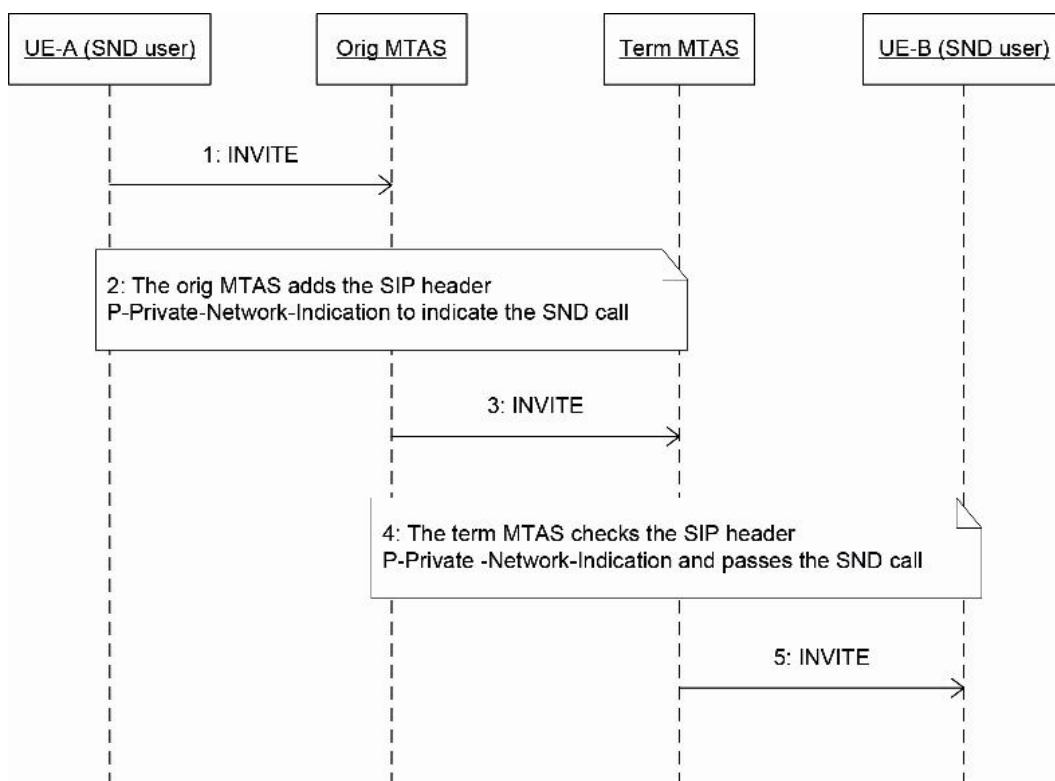 UE-A (SND user)
Orig MTAS
Term MTAS
UE-B (SND user)
1: INVITE
2: The orig MTAS adds the SIP header
P-Private-Network-Indication to indicate the SND call
3: INVITE
4: The term MTAS checks the SIP header
P-Private -Network-Indication and passes the SND call
5: INVITE